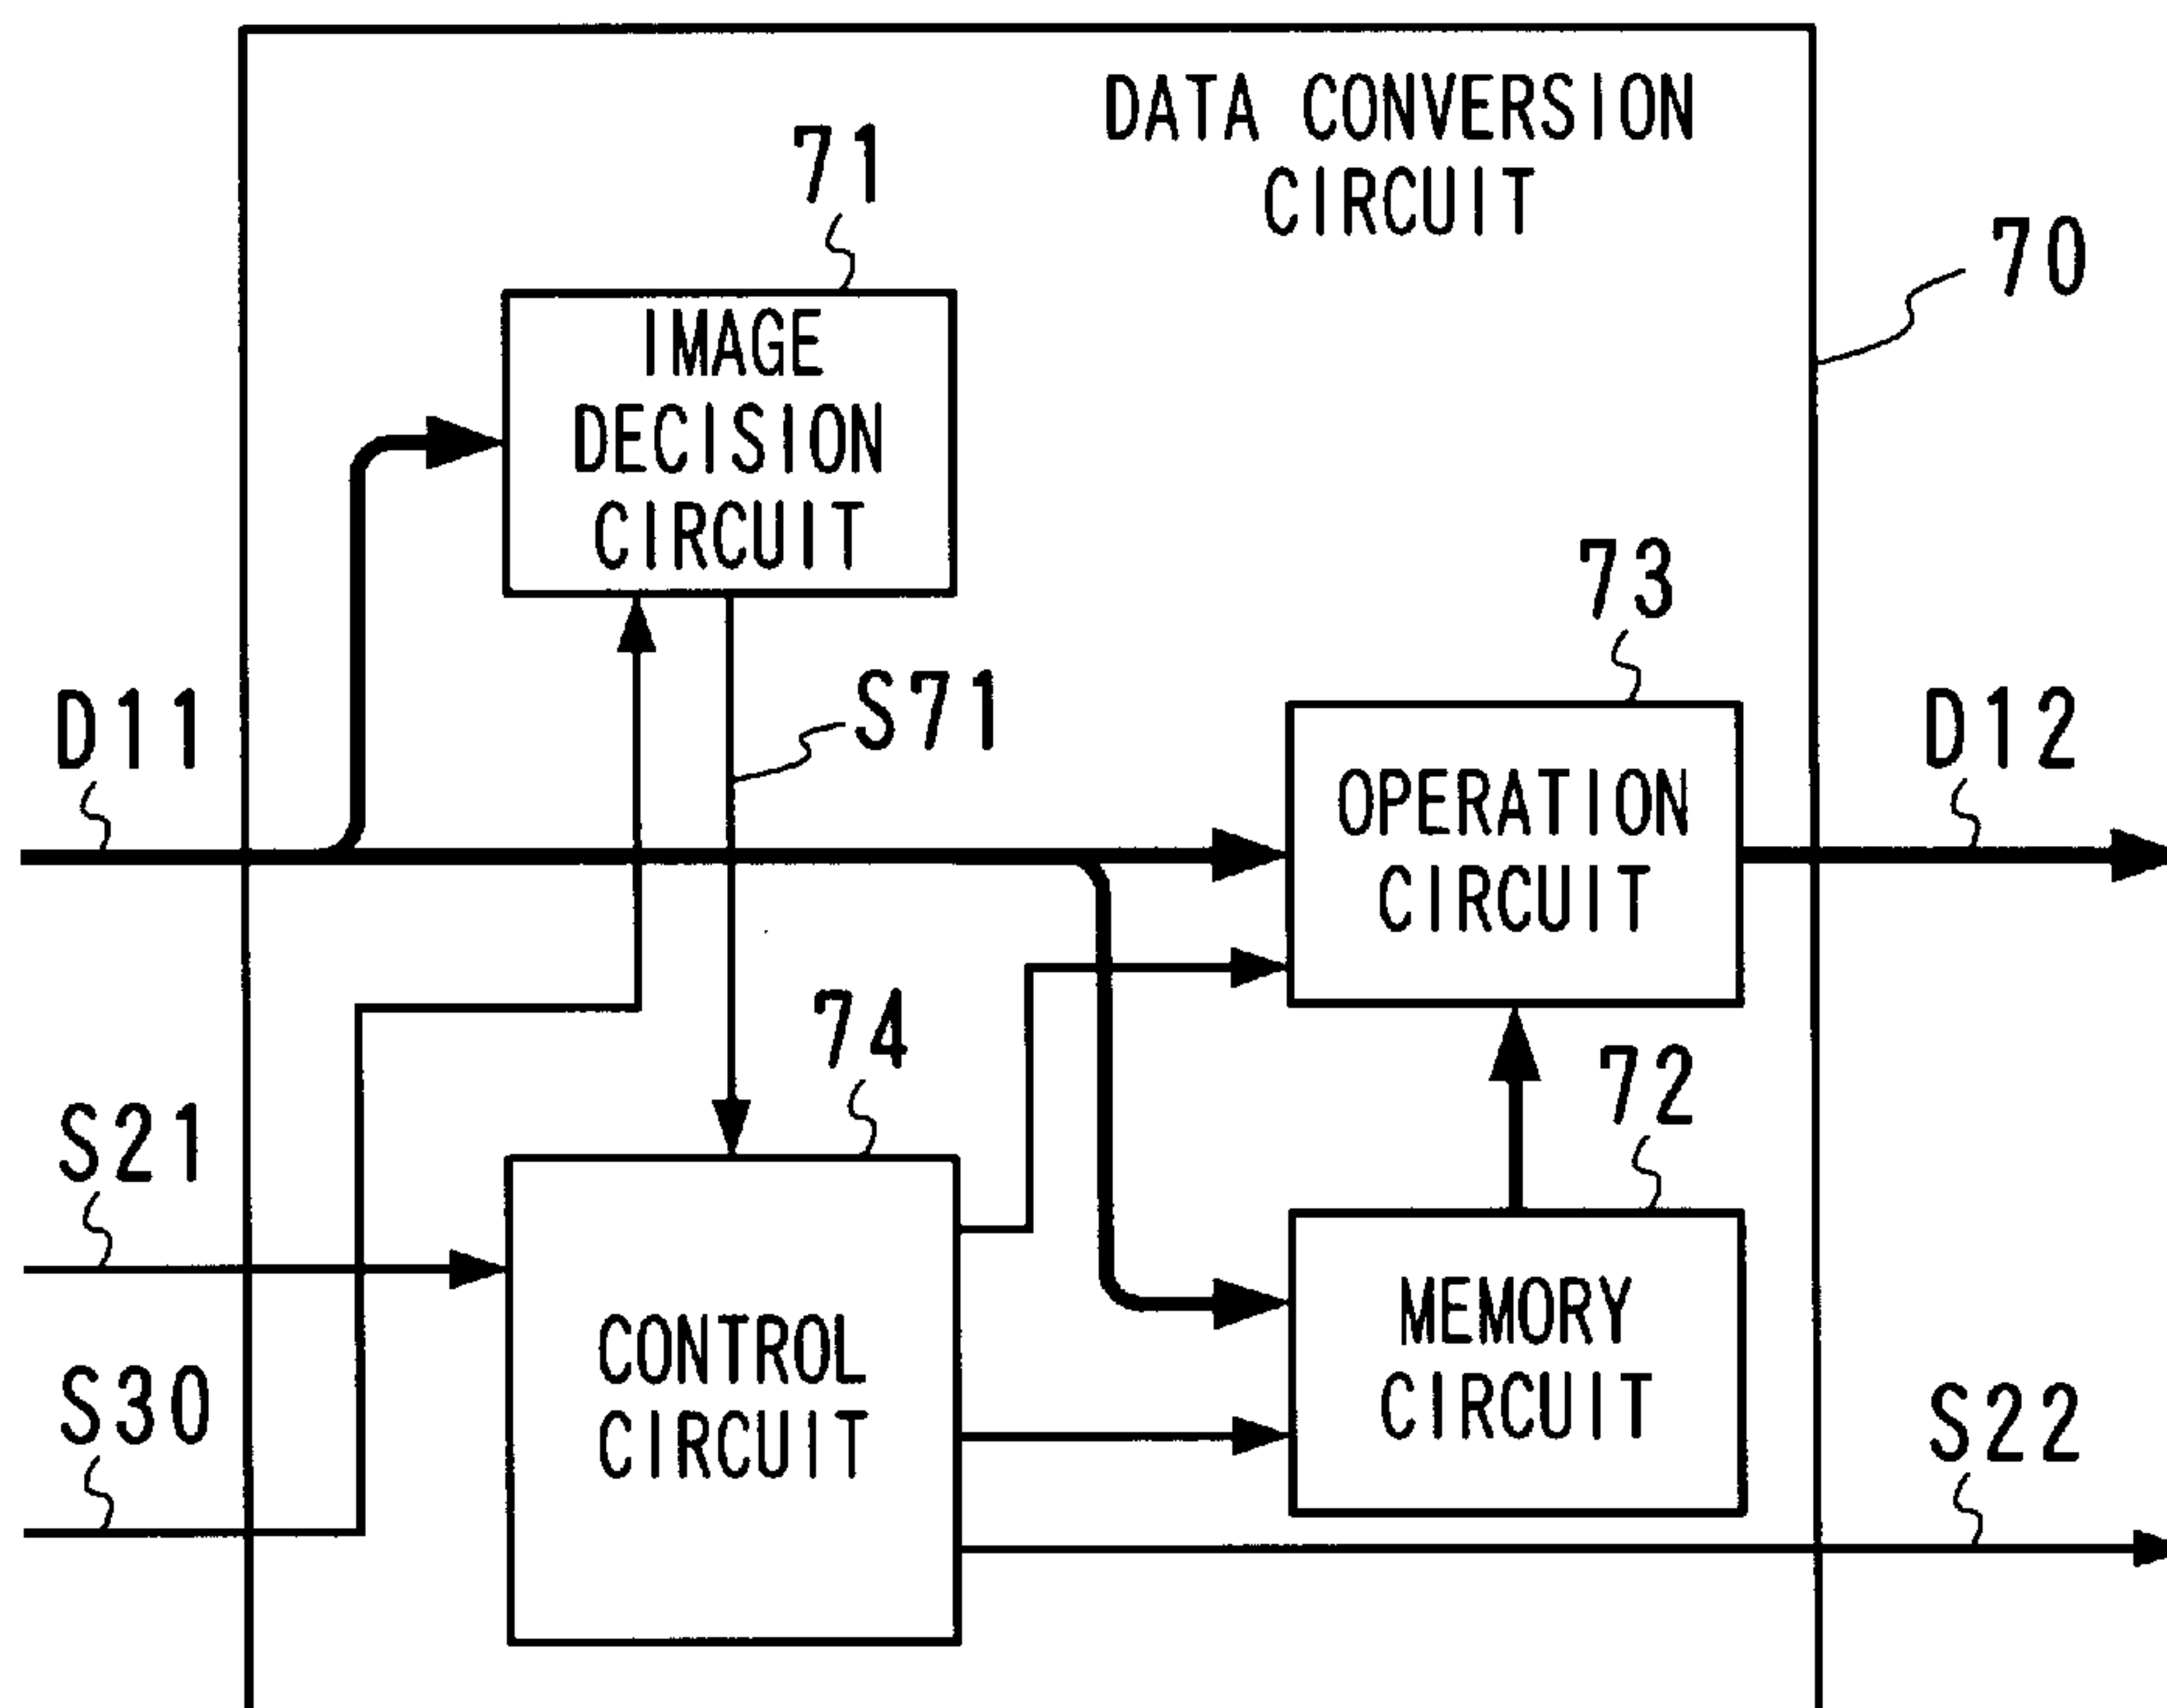 DATA CONVERSION
CIRCUIT
71
70
IMAGE
DECISION
CIRCUIT
73
S71
D11
D12
OPERATION
CIRCUIT
74
72
S21
MEMORY
CIRCUIT
CONTROL
CIRCUIT
S30
S22